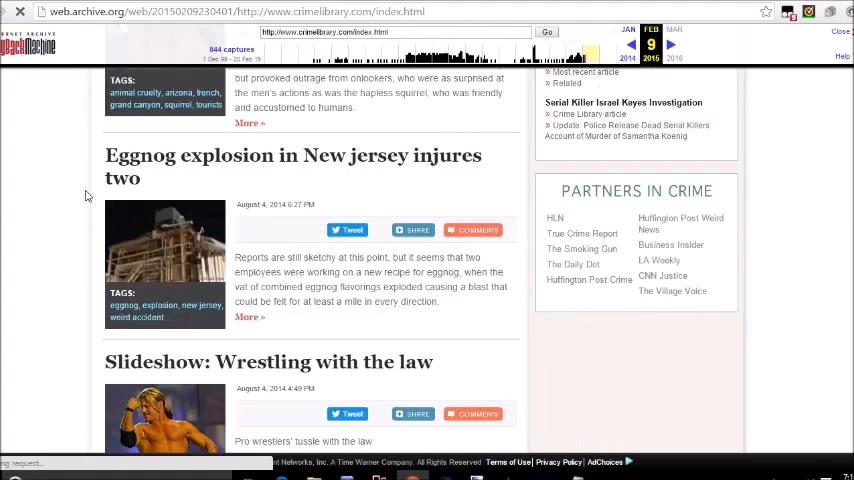 web.archive.org/web/20150209230401/http://www.crimelibrary.com/index.html
http://www.crimelibrary.com/index.html
Go
JAN
FEB
MAR
Close
844 captures
9
1 Dec 98 - 20 Feb 15
2014
2015
2016
Help
but provoked outrage from onlookers, who were as surprised at
the men's actions as was the hapless squirrel, who was friendly
and accustomed to humans.
More »
TAGS:
animal cruelty, arizona, french,
grand canyon, squirrel, tourists
Eggnog explosion in New jersey injures
two
August 4, 2014 6:27 PM
Tweet
SHARE
COMMENTS
Reports are still sketchy at this point, but it seems that two
employees were working on a new recipe for eggnog, when the
vat of combined eggnog flavorings exploded causing a blast that
could be felt for at least a mile in every direction.
More »
TAGS:
eggnog, explosion, new jersey,
weird accident
Slideshow: Wrestling with the law
August 4, 2014 4:49 PM
Tweet
SHARE
COMMENTS
Pro wrestlers' tussle with the law
» Most recent article
» Related
Serial Killer Israel Keyes Investigation
» Crime Library article
» Update: Police Release Dead Serial Killers
Account of Murder of Samantha Koenig
PARTNERS IN CRIME
HLN
True Crime Report
The Smoking Gun
The Daily Dot
Huffington Post Crime
Huffington Post Weird
News
Business Insider
LA Weekly
CNN Justice
The Village Voice
ng request...
nt Networks, Inc. A Time Warner Company. All Rights Reserved
Terms of Use | Privacy Policy | AdChoices